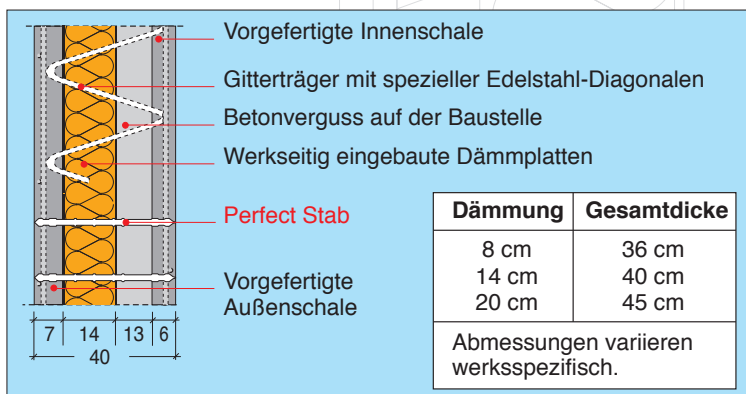 Vorgefertigte Innenschale
Gitterträger mit spezieller Edelstahl-Diagonalen
Betonverguss auf der Baustelle
Werkseitig eingebaute Dämmplatten
Perfect Stab
Vorgefertigte
Außenschale
7 14 13 6
40
Dämmung Gesamtdicke
8 cm 36 cm
14 cm 40 cm
20 cm 45 cm
Abmessungen variieren
werksspezifisch.